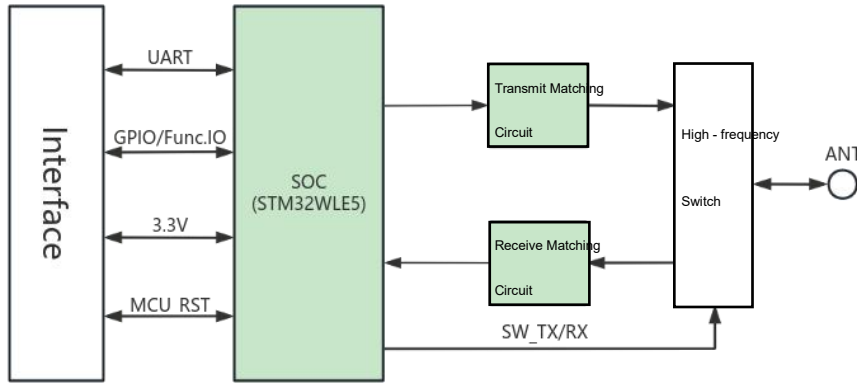 Interface
UART
GPIO/Func.IO
3.3V
MCU_RST
SOC
(STM32WLE5)
Transmit Matching
Circuit
Receive Matching
Circuit
SW_TX/RX
High - frequency
Switch
ANT